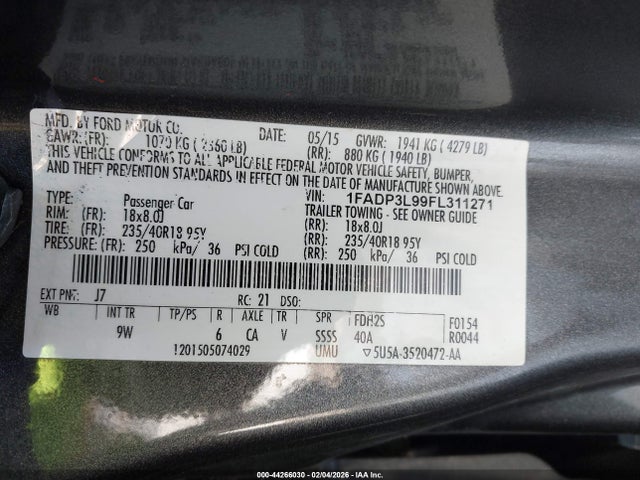 MFD. BY FORD MOTOR CO. DATE: 05/15 GVWR: 1941 KG ( 4279 LB)
GAWR:(FR): 1070 KG ( 2360 LB) (RR): 880 KG ( 1940 LB)
THIS VEHICLE CONFORMS TO ALL APPLICABLE FEDERAL MOTOR VEHICLE SAFETY, BUMPER,
AND THEFT PREVENTION STANDARDS IN EFFECT ON THE DATE OF MANUFACTURE SHOWN ABOVE.
VIN: 1FADP3L99FL311271
TYPE: Passenger Car TRAILER TOWING - SEE OWNER GUIDE
RIM: (FR) 18x8.0J (RR) 18x8.0J
TIRE: (FR) 235/40R18 95Y (RR) 235/40R18 95Y
PRESSURE: (FR) 250 kPa/ 36 PSI COLD (RR) 250 kPa/ 36 PSI COLD
EXT PNT: J7 RC: 21 DSO:
WB INT TR TP/PS R AXLE TR SPR FDH2S F0154
9W 6 CA V SSSS 40A R0044
1201505074029 UMU ▽5U5A-3520472-AA
000-44266030 - 02/04/2026 - IAA Inc.